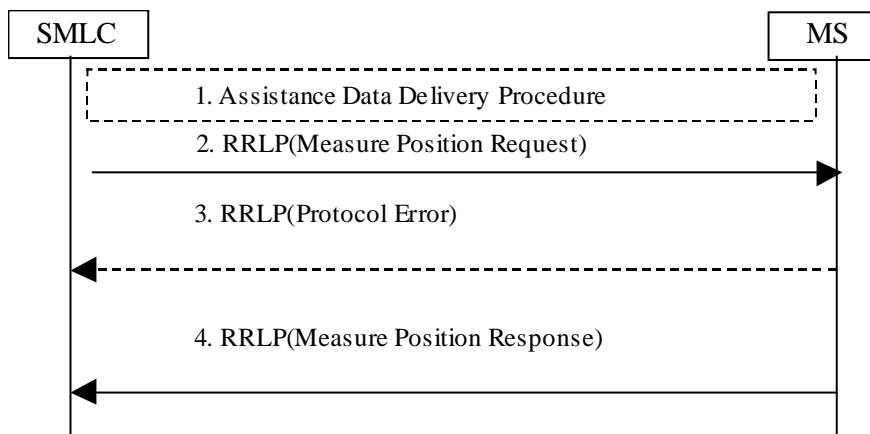 SMLC
MS
1. Assistance Data Delivery Procedure
2. RRLP(Measure Position Request)
3. RRLP(Protocol Error)
4. RRLP(Measure Position Response)